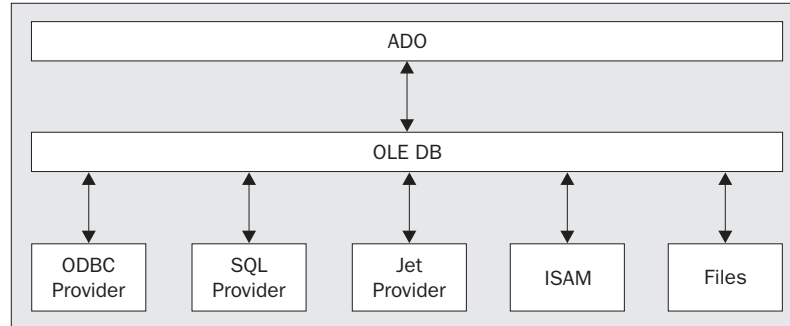 ADO
OLE DB
ODBC
Provider
SQL
Provider
Jet
Provider
ISAM
Files